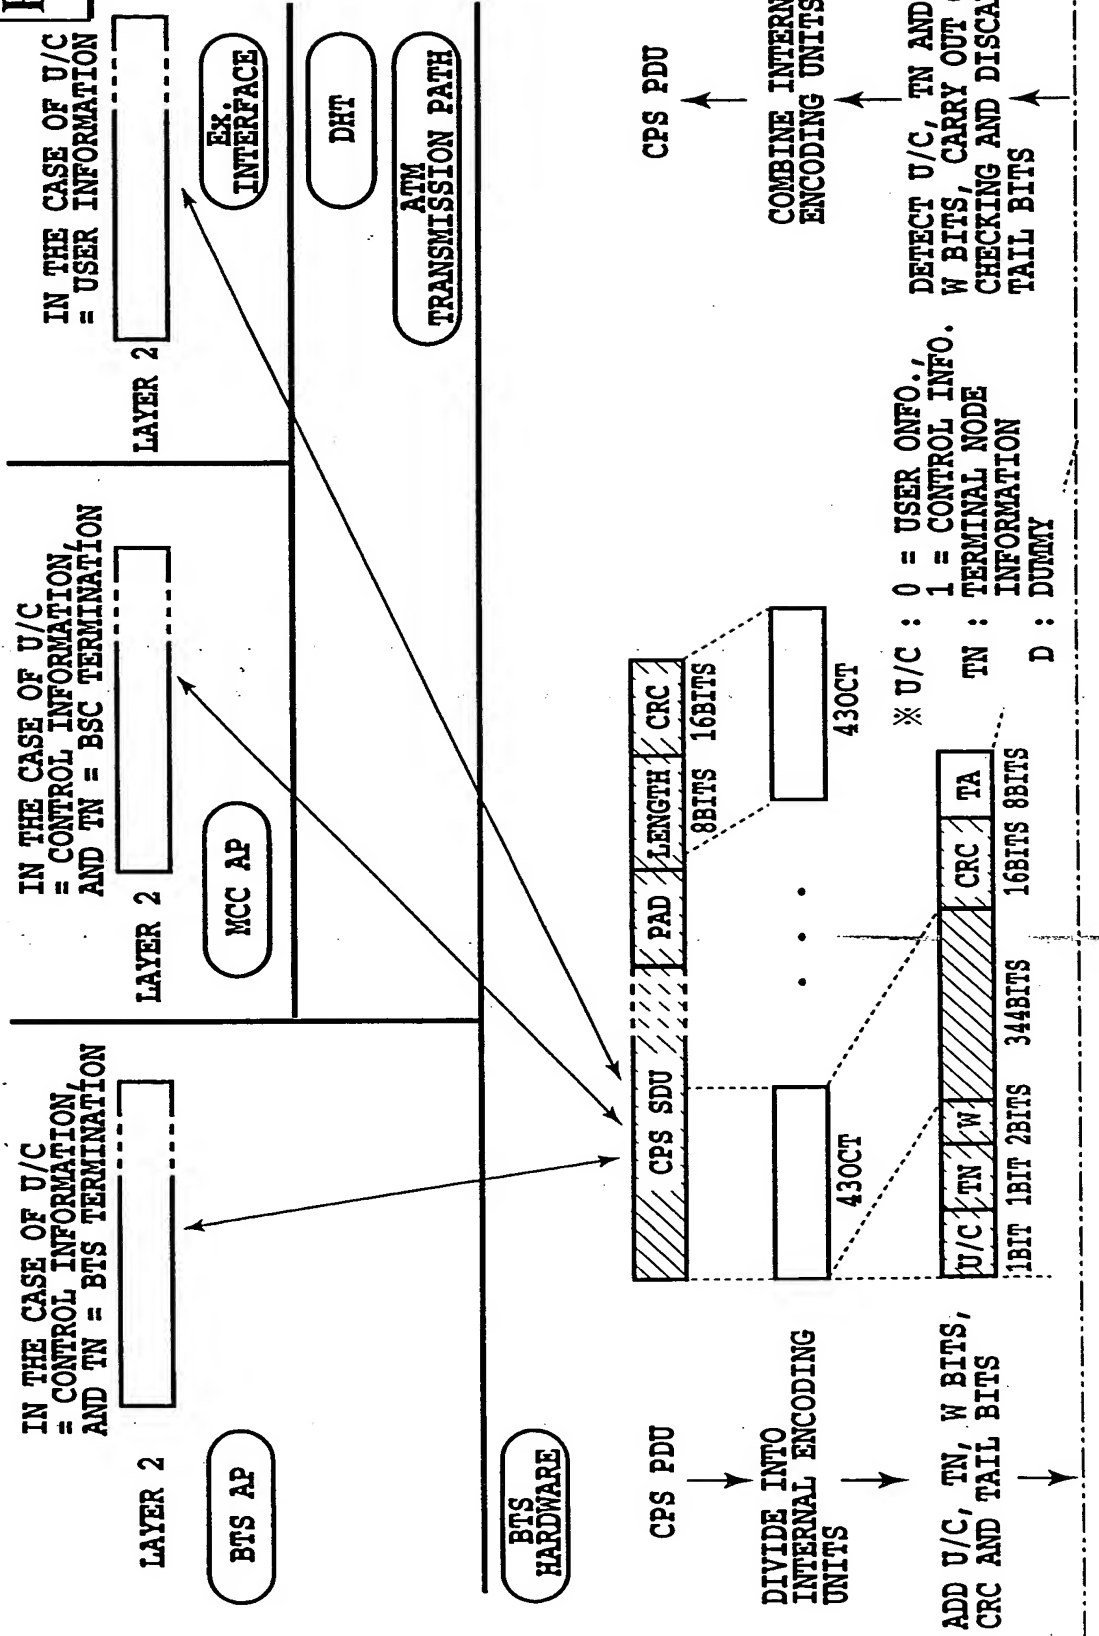 IN THE CASE OF U/C
= CONTROL INFORMATION,
AND TN = BTS TERMINATION
LAYER 2
BTS AP
IN THE CASE OF U/C
= CONTROL INFORMATION,
AND TN = BSC TERMINATION
LAYER 2
MCC AP
IN THE CASE OF U/C
= USER INFORMATION
LAYER 2
Ex.
INTERFACE
DHT
ATM
TRANSMISSION PATH
BTS
HARDWARE
CPS PDU
CPS SDU
PAD
LENGTH
CRC
8BITS
16BITS
CPS PDU
DIVIDE INTO
INTERNAL ENCODING
UNITS
43OCT
• • •
43OCT
COMBINE INTERN
ENCODING UNITS
ADD U/C, TN, W BITS,
CRC AND TAIL BITS
U/C
TN
W
CRC
TA
1BIT
1BIT
2BITS
344BITS
16BITS
8BITS
※ U/C : 0 = USER ONFO.,
1 = CONTROL INFO.
TN : TERMINAL NODE
INFORMATION
D : DUMMY
DETECT U/C, TN AND
W BITS, CARRY OUT
CHECKING AND DISCA
TAIL BITS